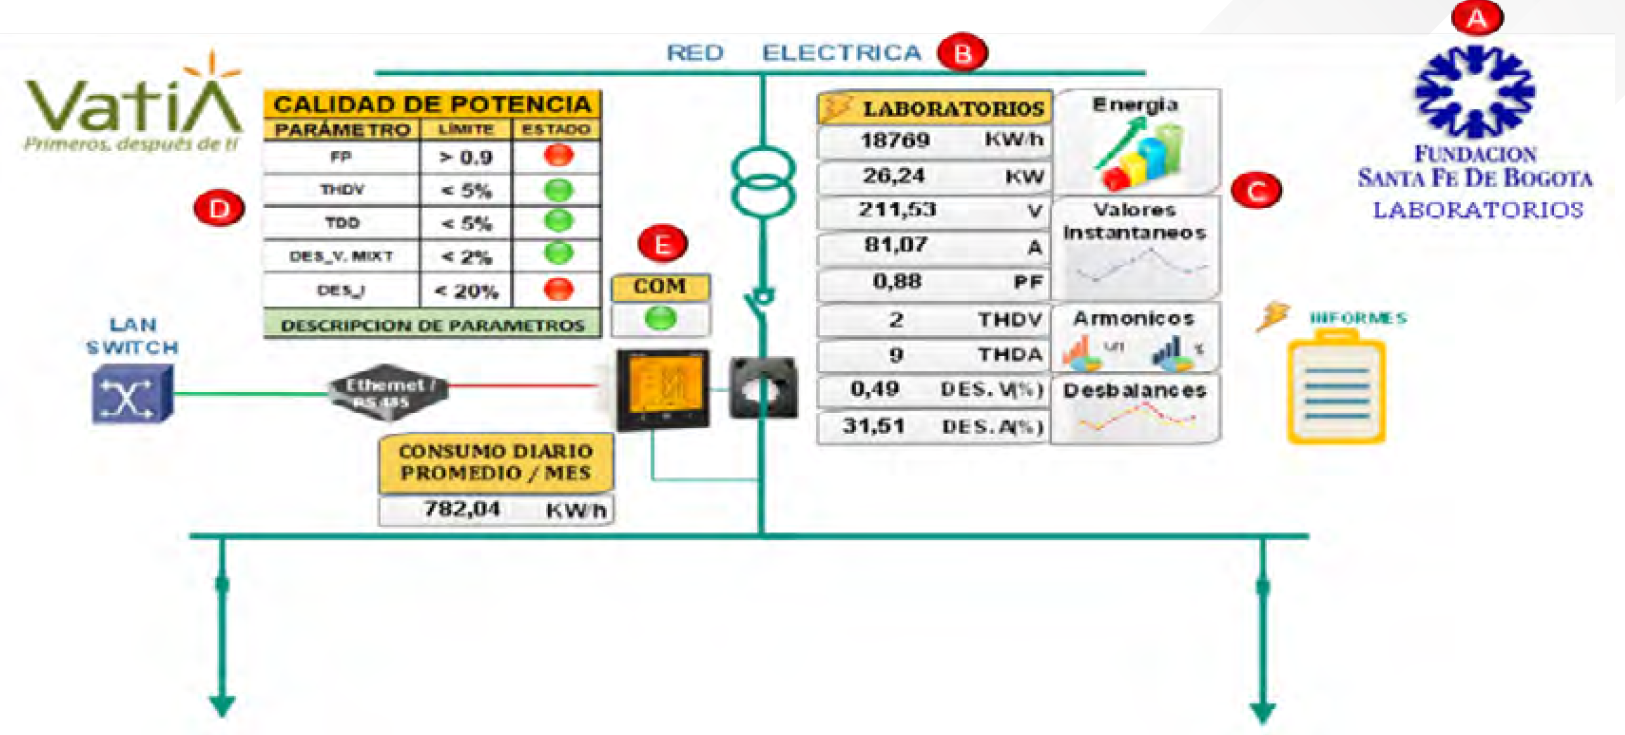 A
RED ELECTRICA B
VatiA
Primeros, después de tí
CALIDAD DE POTENCIA
PARÁMETRO LÍMITE ESTADO
FP > 0.9
THDV < 5%
TDD < 5%
DES_V. MIXT < 2%
DES_I < 20%
DESCRIPCION DE PARAMETROS
D
E
COM
LABORATORIOS
18769 KW/h
26,24 KW
211,53 V
81,07 A
0,88 PF
2 THDV
9 THDA
0,49 DES. V(%)
31,51 DES. A(%)
Energia
Valores
Instantaneos
Armonicos
U/I %
Desbalances
C
FUNDACION
SANTA FE DE BOGOTA
LABORATORIOS
INFORMES
LAN
SWITCH
Ethernet /
RS 485
CONSUMO DIARIO
PROMEDIO / MES
782,04 KW/h